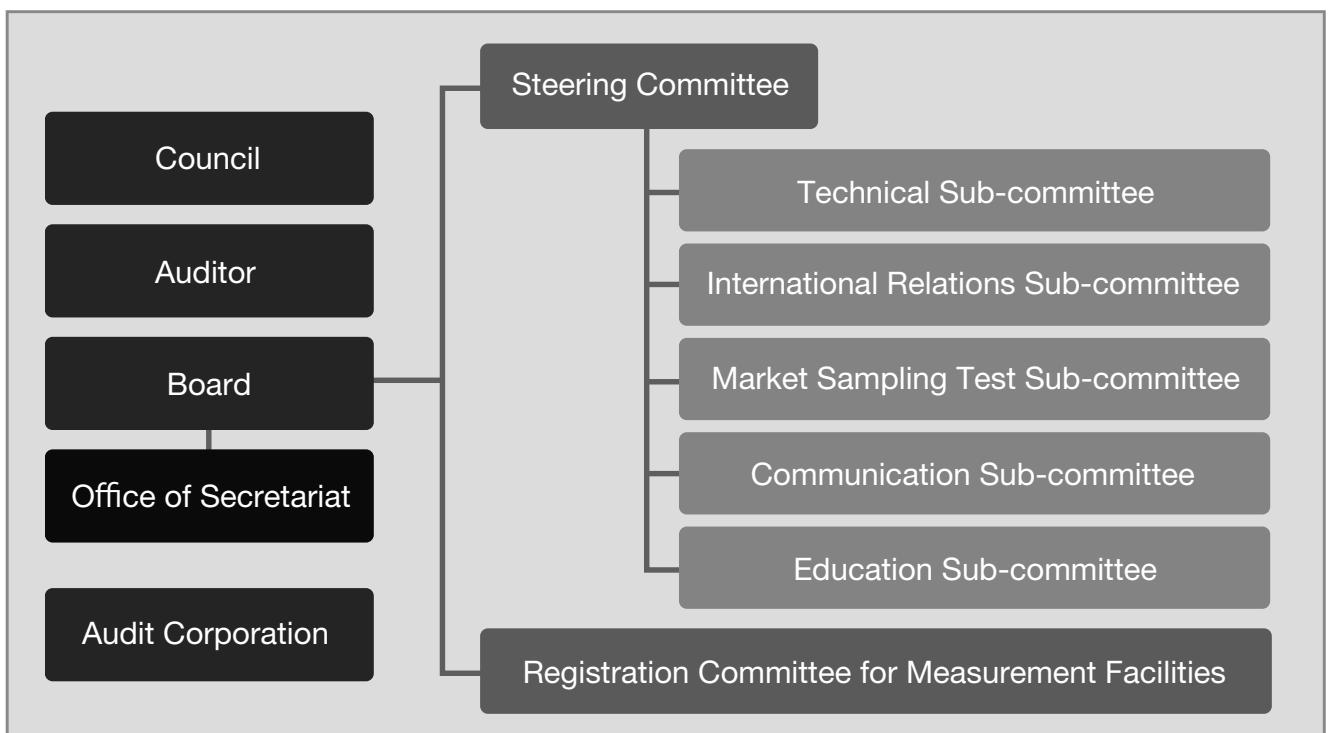 Council
Auditor
Board
Office of Secretariat
Audit Corporation
Steering Committee
Technical Sub-committee
International Relations Sub-committee
Market Sampling Test Sub-committee
Communication Sub-committee
Education Sub-committee
Registration Committee for Measurement Facilities